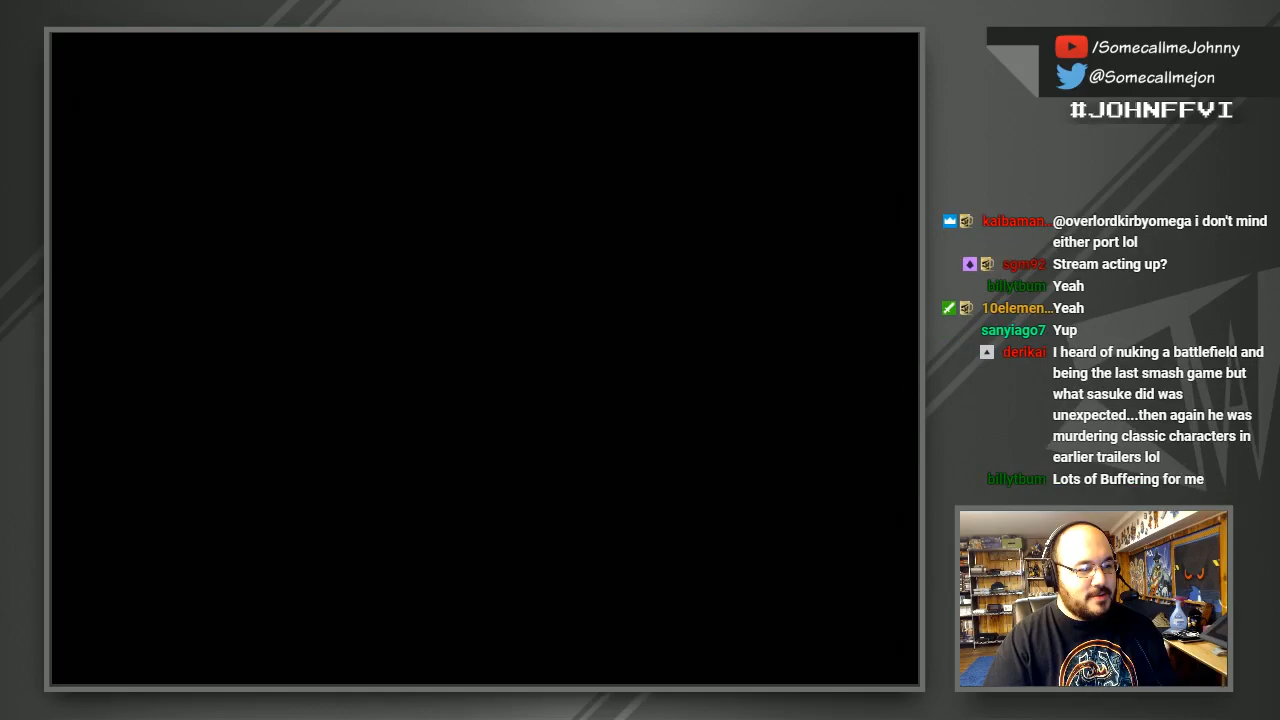 /SomecallmeJohnny
@Somecallmejon
#JOHNFFVI
kaibaman... @overlordkirbyomega i don't mind
either port lol
sgm92 Stream acting up?
billytbum Yeah
10elemen... Yeah
sanyiago7 Yup
derikai I heard of nuking a battlefield and
being the last smash game but
what sasuke did was
unexpected...then again he was
murdering classic characters in
earlier trailers lol
billytbum Lots of Buffering for me